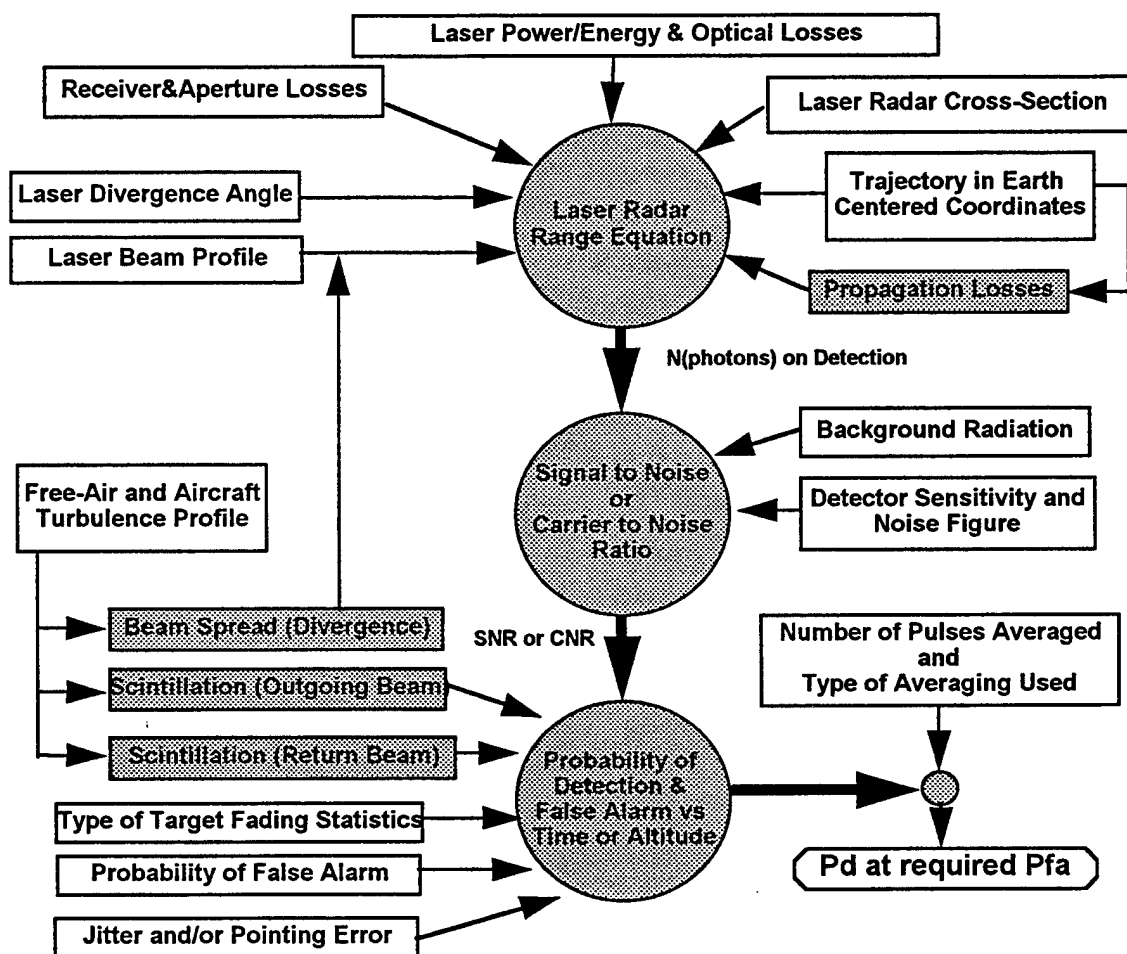 Laser Power/Energy & Optical Losses
Receiver&Aperture Losses
Laser Radar Cross-Section
Laser Divergence Angle
Laser Radar
Range Equation
Trajectory in Earth
Centered Coordinates
Laser Beam Profile
Propagation Losses
N(photons) on Detection
Background Radiation
Signal to Noise
or
Carrier to Noise
Ratio
Free-Air and Aircraft
Turbulence Profile
Detector Sensitivity and
Noise Figure
Beam Spread (Divergence)
SNR or CNR
Number of Pulses Averaged
and
Type of Averaging Used
Scintillation (Outgoing Beam)
Scintillation (Return Beam)
Probability of
Detection &
False Alarm vs
Time or Altitude
Type of Target Fading Statistics
Probability of False Alarm
Pd at required Pfa
Jitter and/or Pointing Error